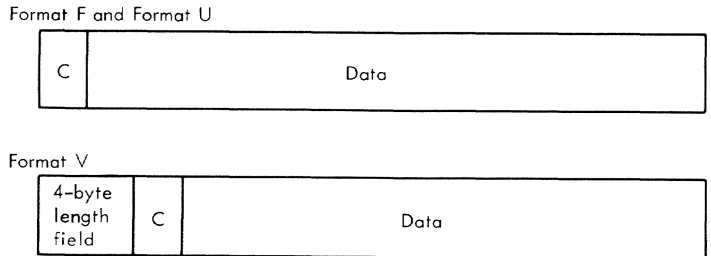 Format F and Format U
C Data
Format V
4-byte
length
field
C Data